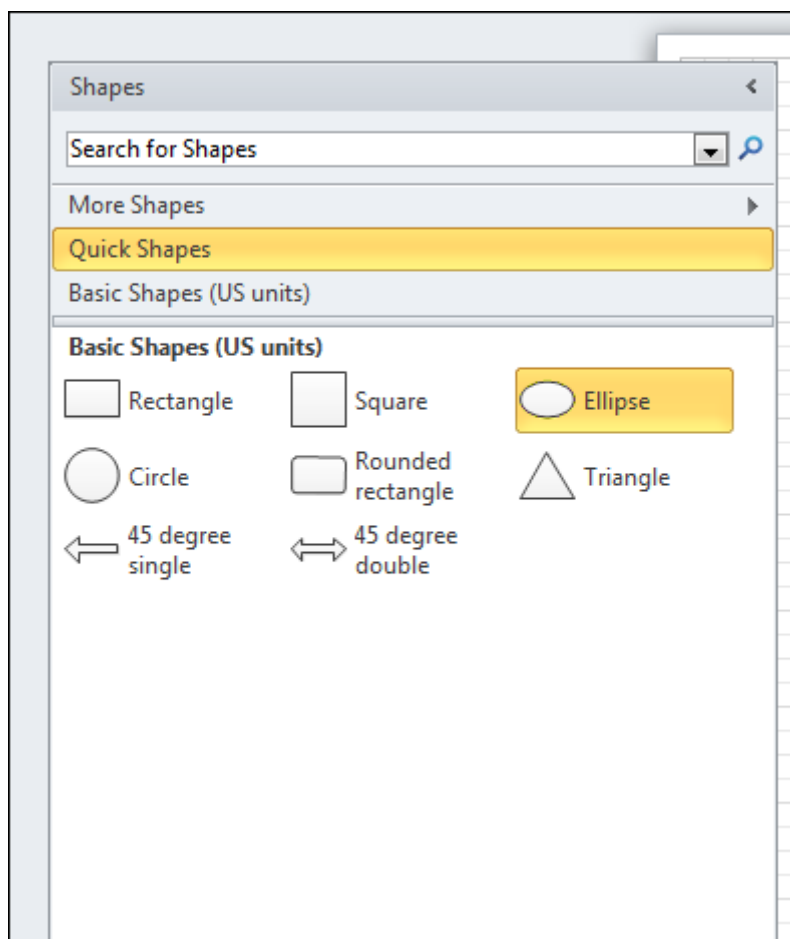 Shapes
Search for Shapes
More Shapes
Quick Shapes
Basic Shapes (US units)
Basic Shapes (US units)
Rectangle
Square
Ellipse
Circle
Rounded
rectangle
Triangle
45 degree
single
45 degree
double